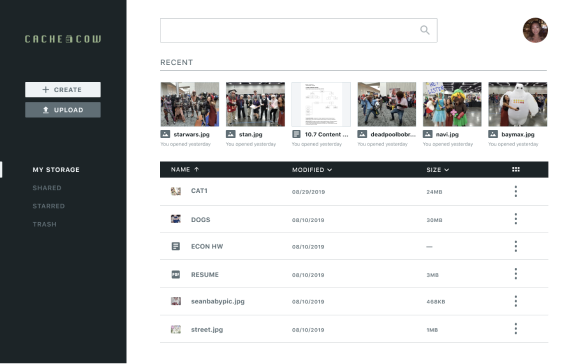 CACHE COW
+ CREATE
UPLOAD
MY STORAGE
SHARED
STARRED
TRASH
RECENT
starwars.jpg
You opened yesterday
stan.jpg
You opened yesterday
10.7 Content ...
You opened yesterday
deadpoolbobr...
You opened yesterday
navi.jpg
You opened yesterday
baymax.jpg
You opened yesterday
NAME ↑ MODIFIED SIZE
CAT1 08/29/2019 24MB
DOGS 08/10/2019 30MB
ECON HW 08/10/2019 —
PDF RESUME 08/10/2019 3MB
seanbabypic.jpg 08/10/2019 468KB
street.jpg 08/10/2019 1MB